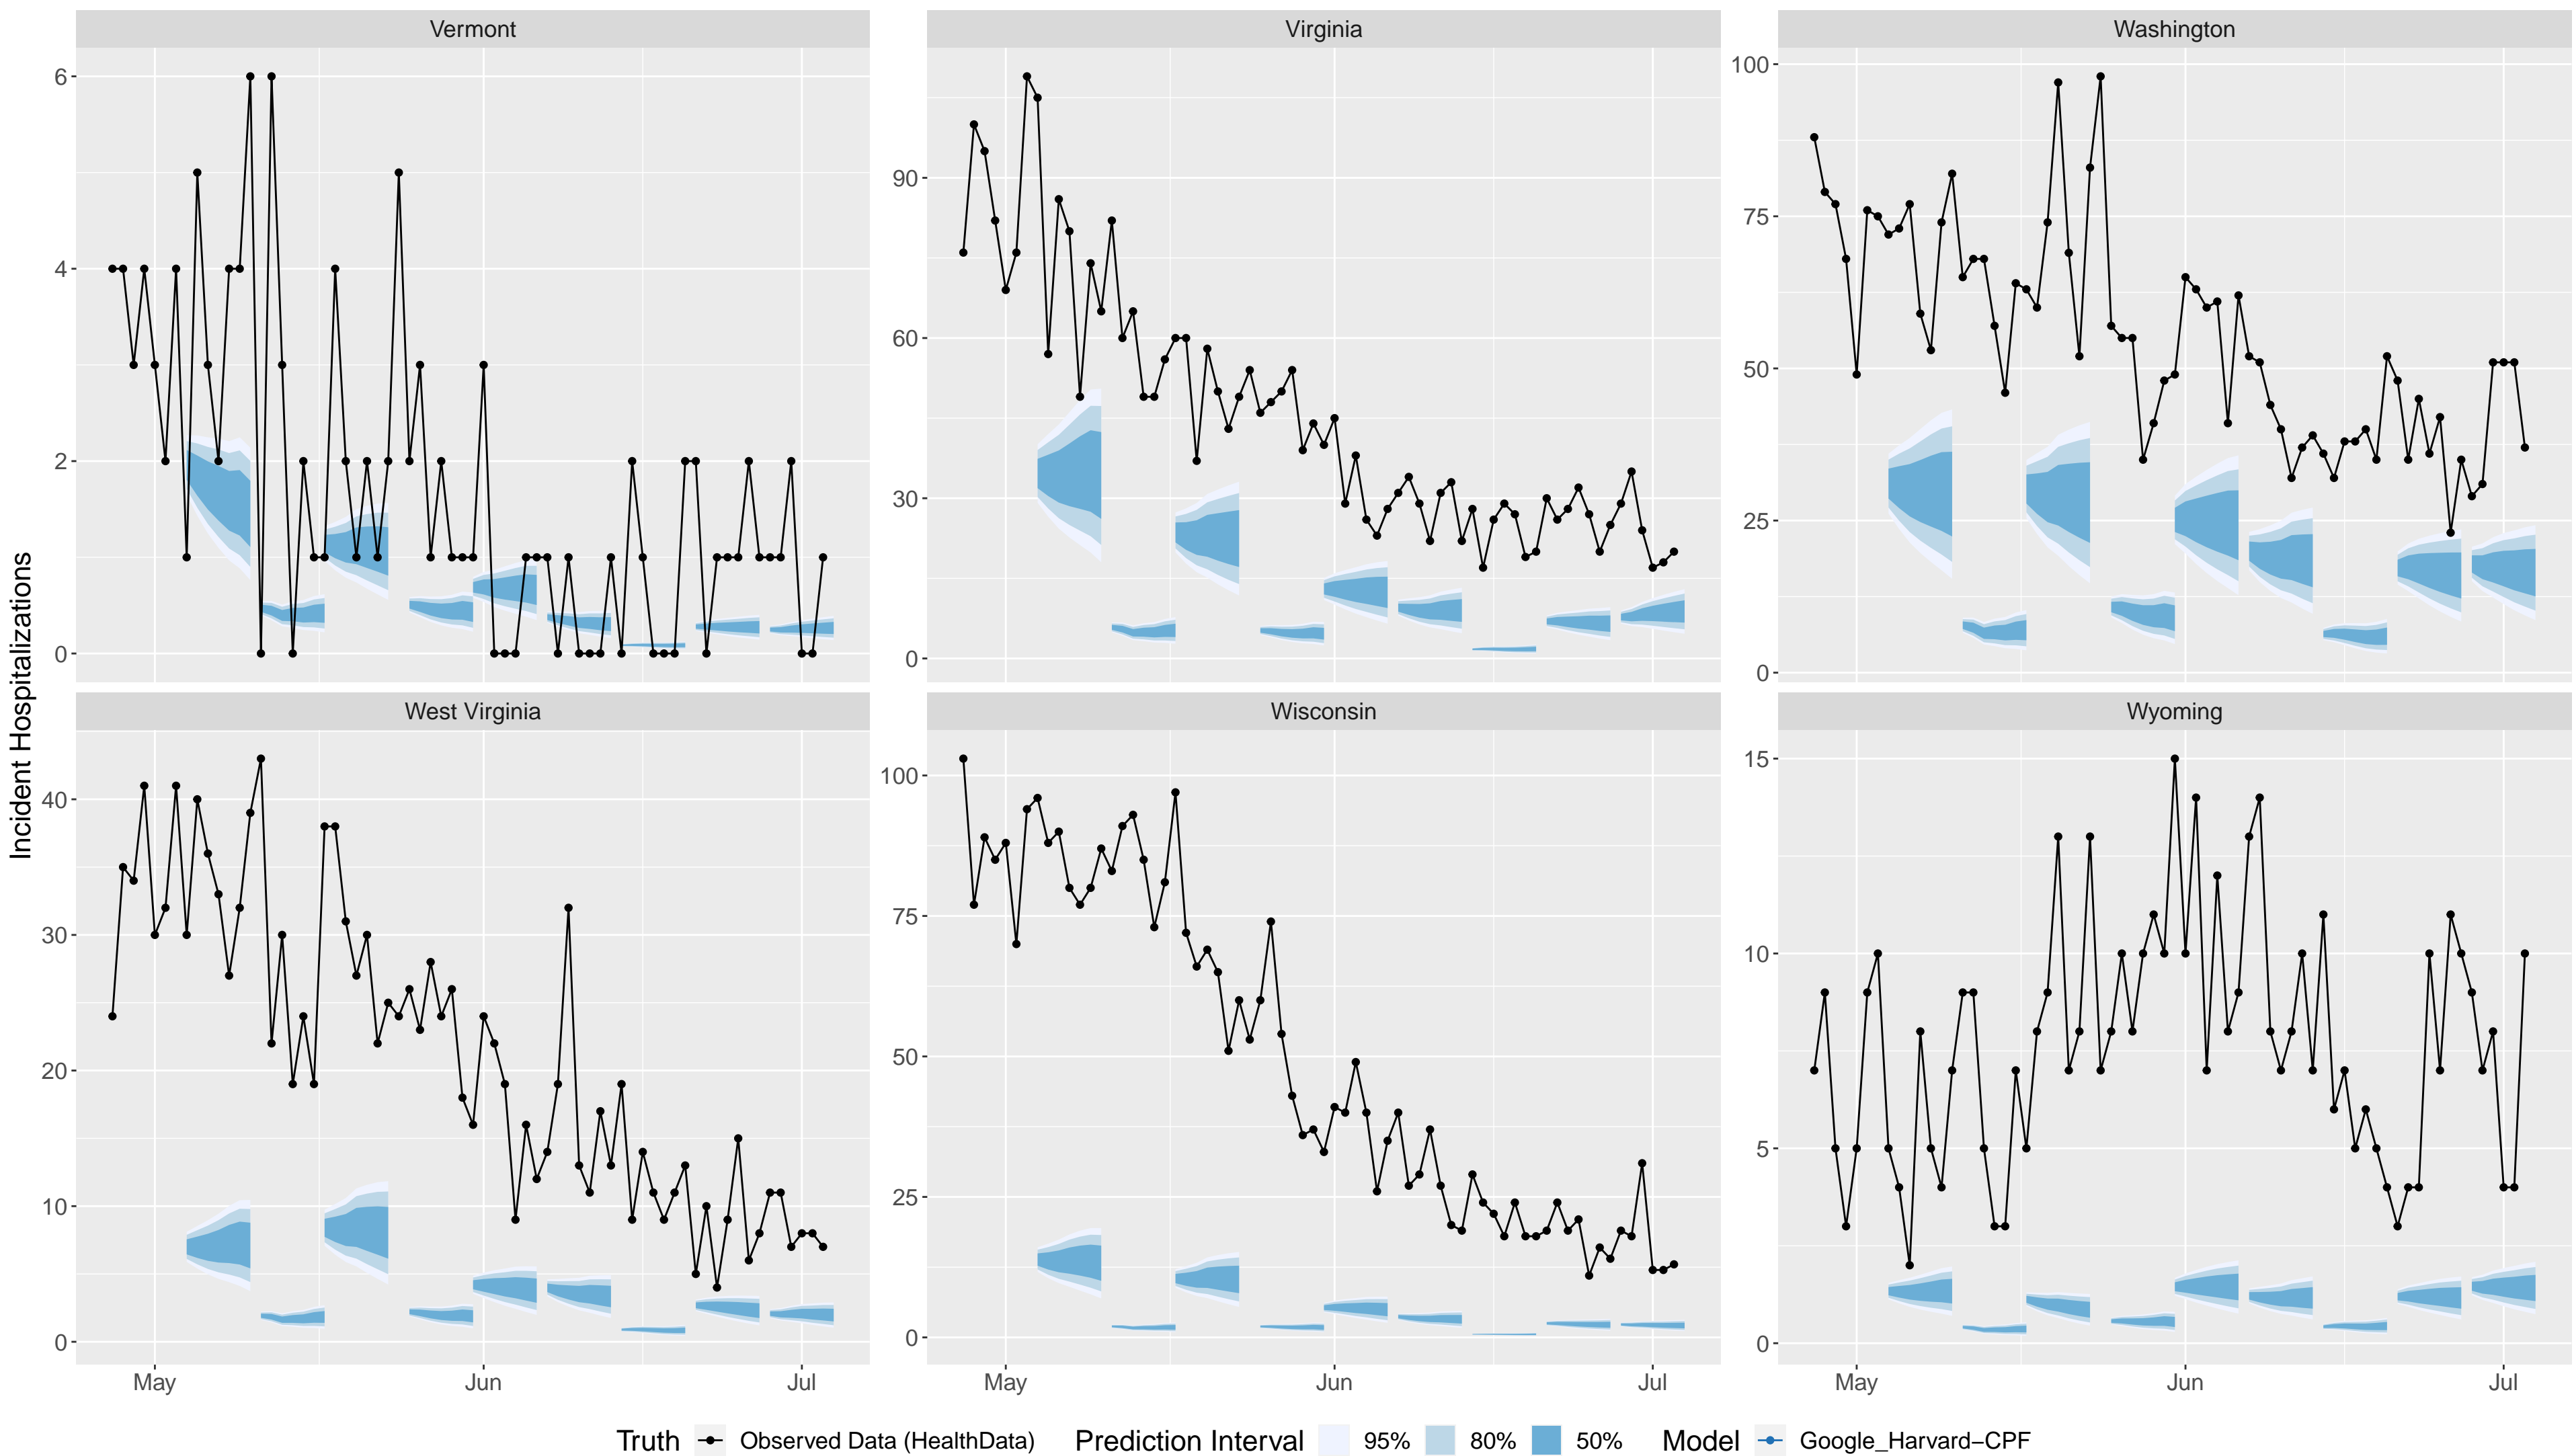 Vermont
Virginia
Washington
6
4
2
0
90
60
30
0
100
75
50
25
0
Incident Hospitalizations
West Virginia
Wisconsin
Wyoming
40
30
20
10
0
100
75
50
25
0
15
10
5
0
May Jun Jul
May Jun Jul
May Jun Jul
Truth Observed Data (HealthData) Prediction Interval 95% 80% 50% Model Google_Harvard−CPF